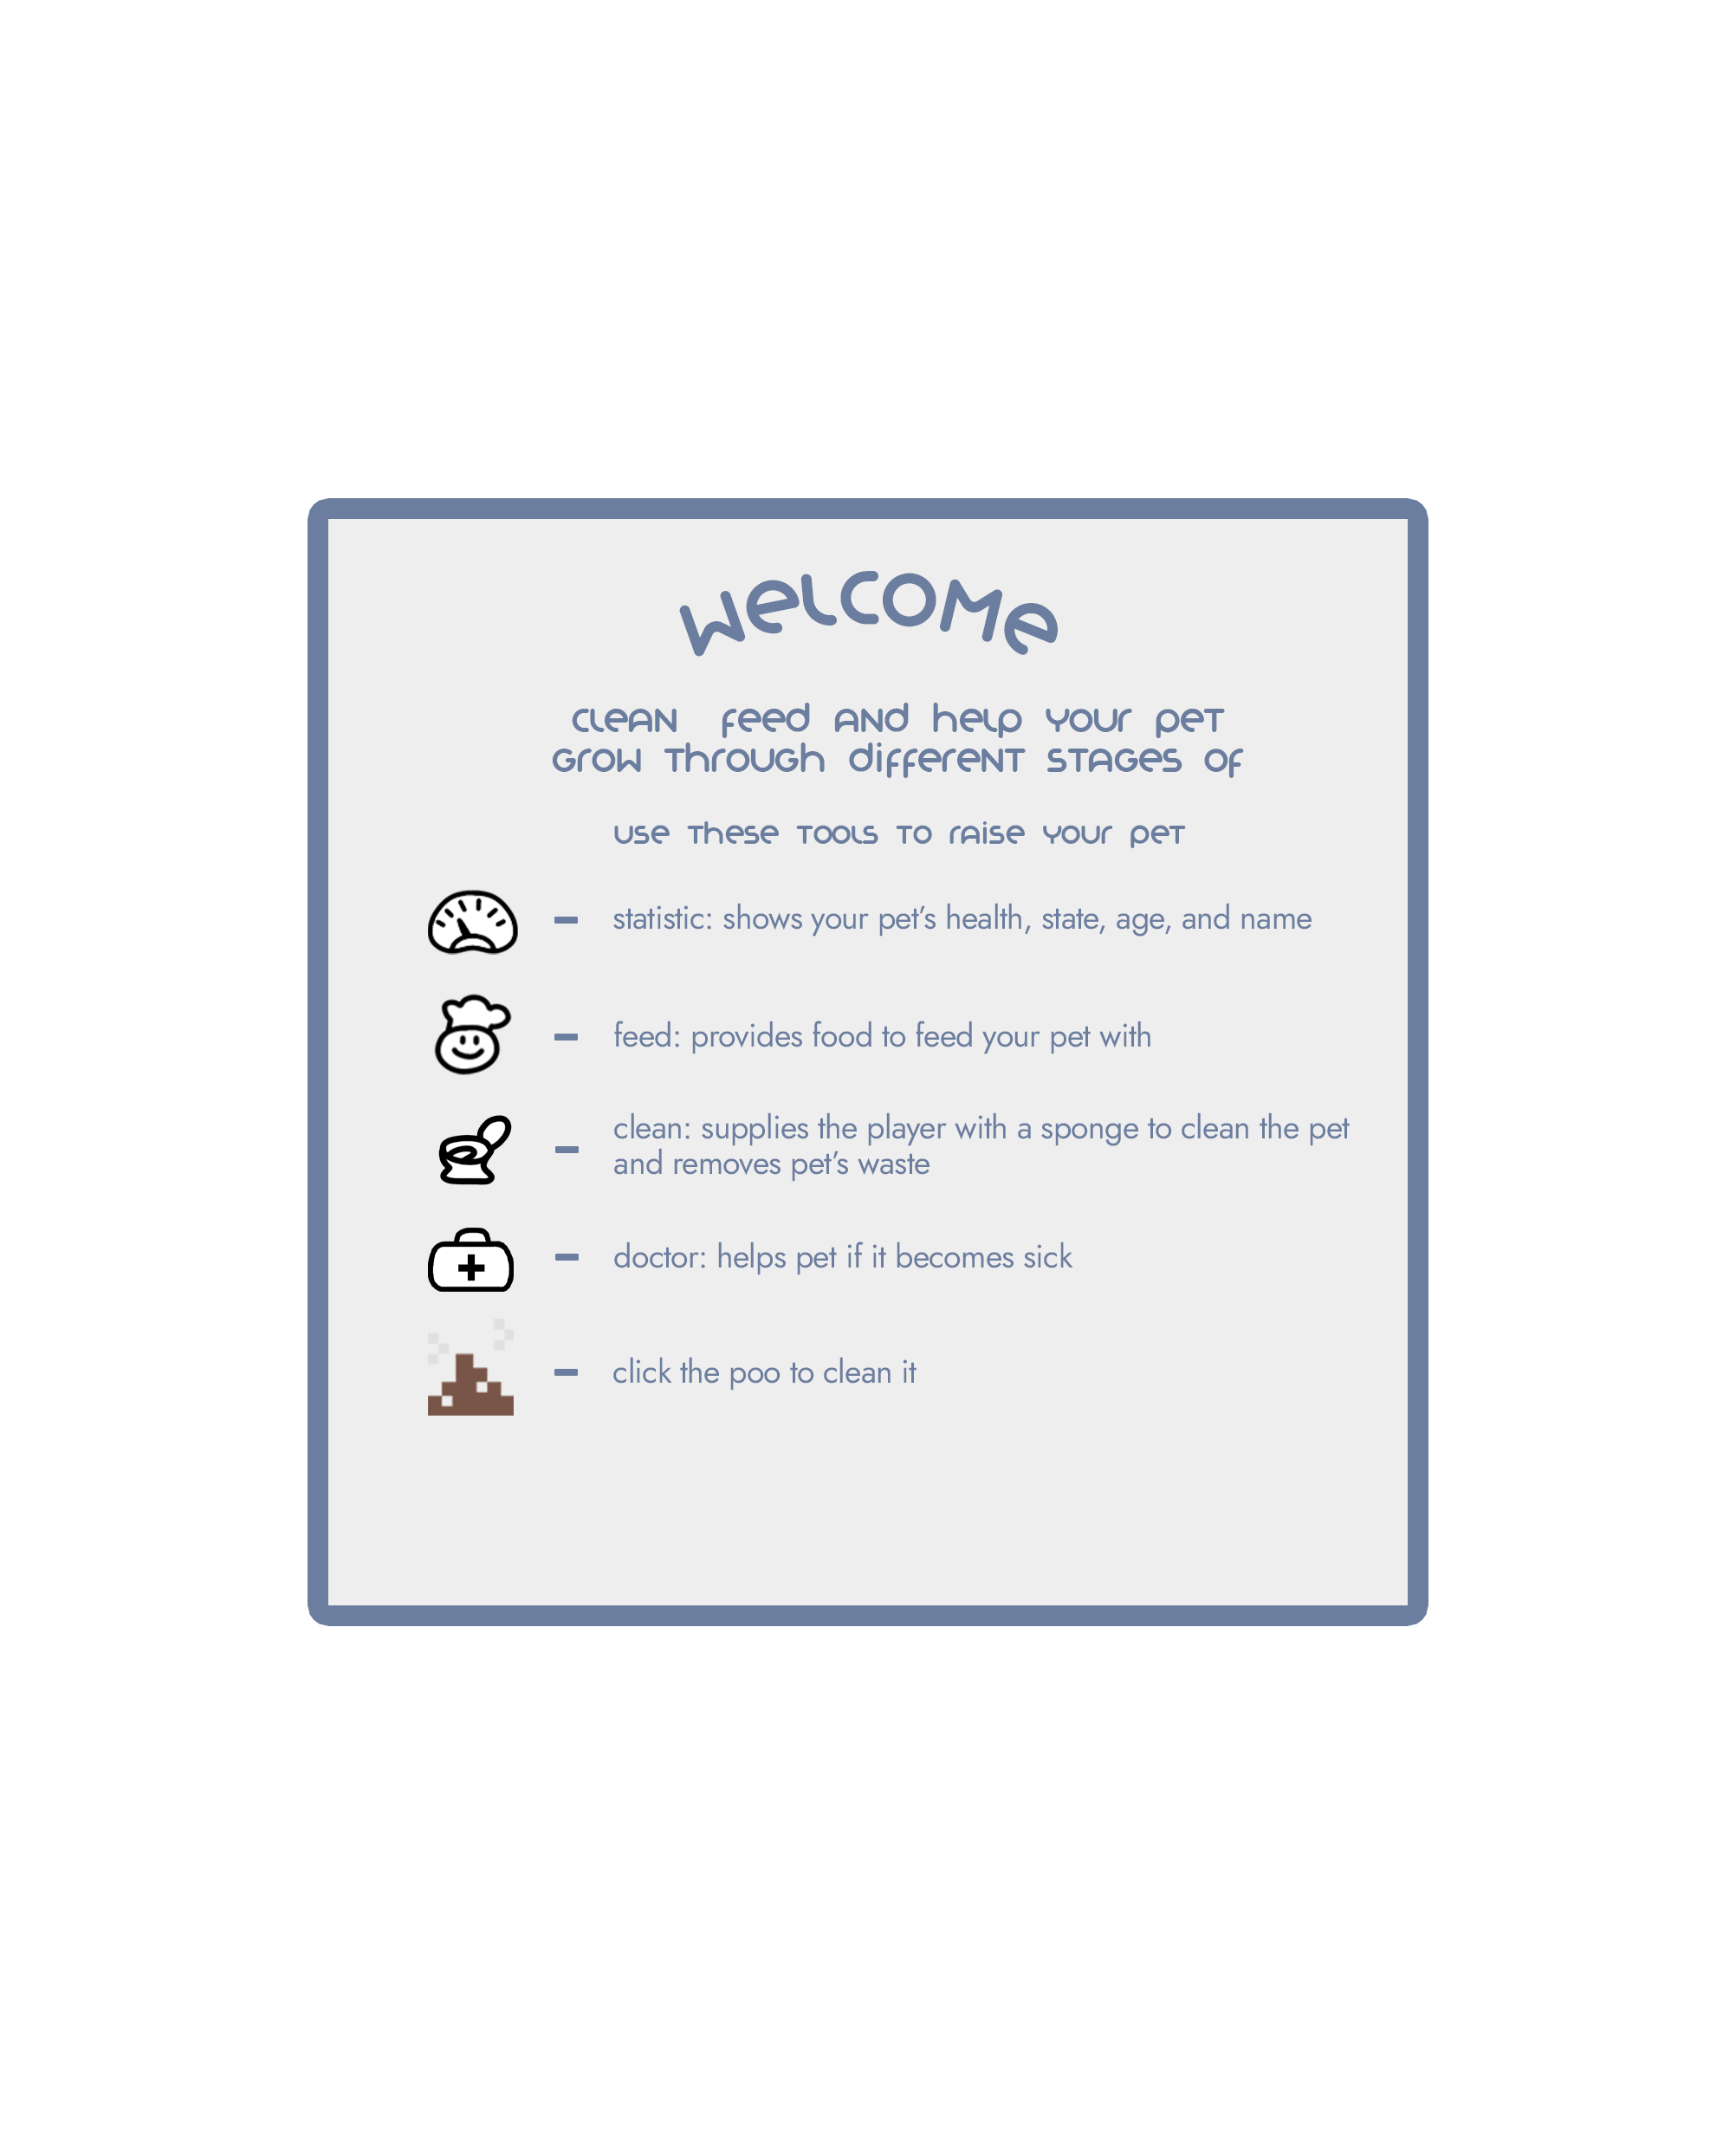 welcome
clean feed and help your pet
grow through different stages of
use these tools to raise your pet
– statistic: shows your pet’s health, state, age, and name
– feed: provides food to feed your pet with
– clean: supplies the player with a sponge to clean the pet
and removes pet’s waste
– doctor: helps pet if it becomes sick
– click the poo to clean it